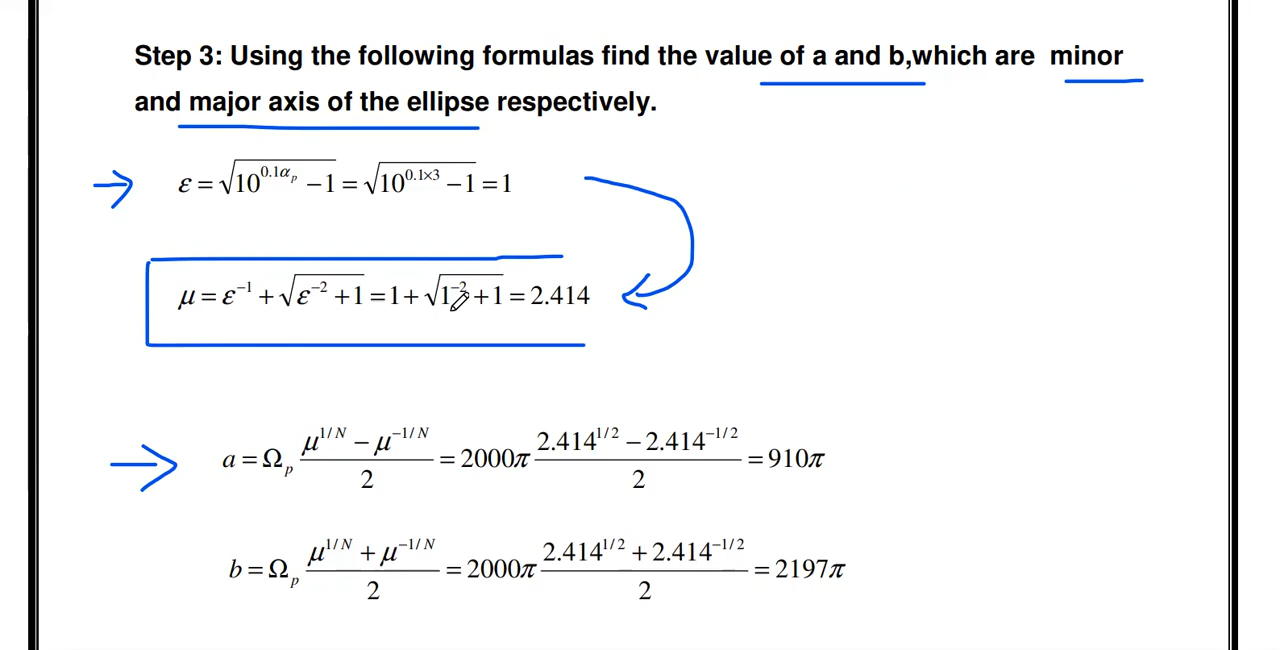 Step 3: Using the following formulas find the value of a and b,which are minor
and major axis of the ellipse respectively.
ε = √(10^(0.1α_p) − 1) = √(10^(0.1×3) − 1) = 1
μ = ε^(−1) + √(ε^(−2) + 1) = 1 + √(1^(−2) + 1) = 2.414
a = Ω_p (μ^(1/N) − μ^(−1/N))/2 = 2000π (2.414^(1/2) − 2.414^(−1/2))/2 = 910π
b = Ω_p (μ^(1/N) + μ^(−1/N))/2 = 2000π (2.414^(1/2) + 2.414^(−1/2))/2 = 2197π